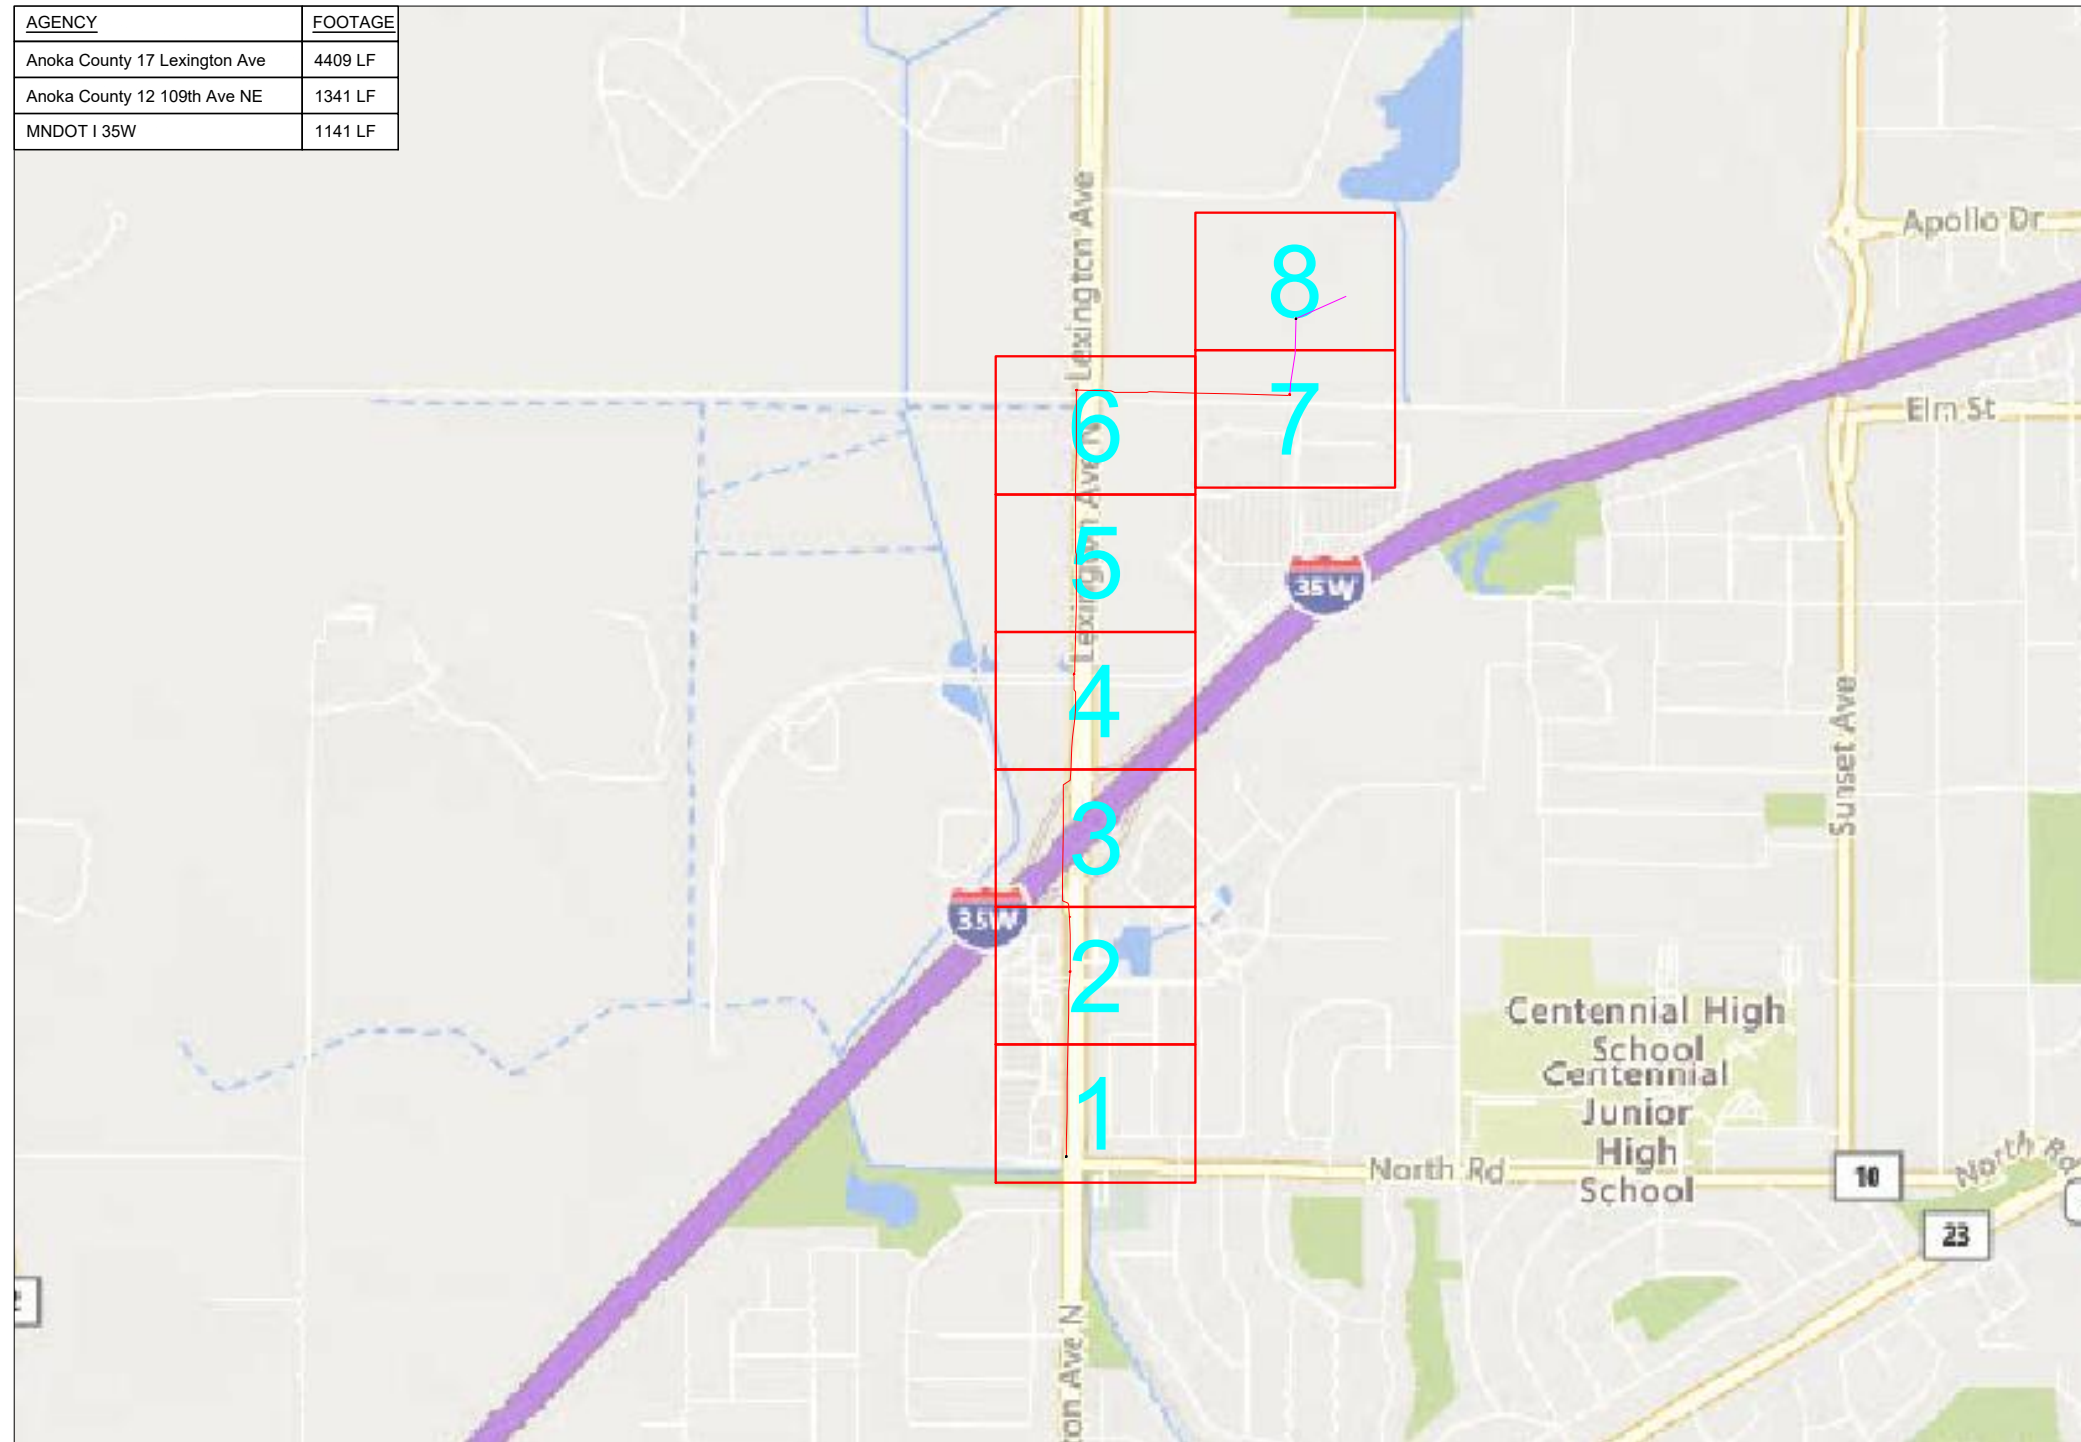 AGENCY FOOTAGE
Anoka County 17 Lexington Ave 4409 LF
Anoka County 12 109th Ave NE 1341 LF
MNDOT I 35W 1141 LF
Lexington Ave
Apollo Dr
8
Elm St
6
7
Lexington Ave N
5
35W
4
Sunset Ave
3
35W
2
Centennial High
School
Centennial
Junior
High
School
1
North Rd
10
North Rd
23
ton Ave N